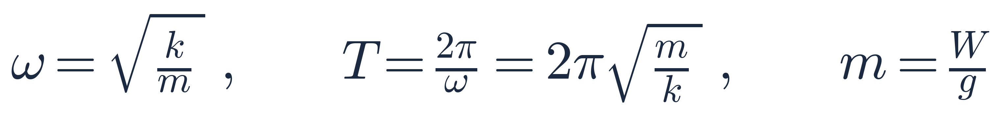 ω = √(k/m) , T = 2π/ω = 2π√(m/k) , m = W/g